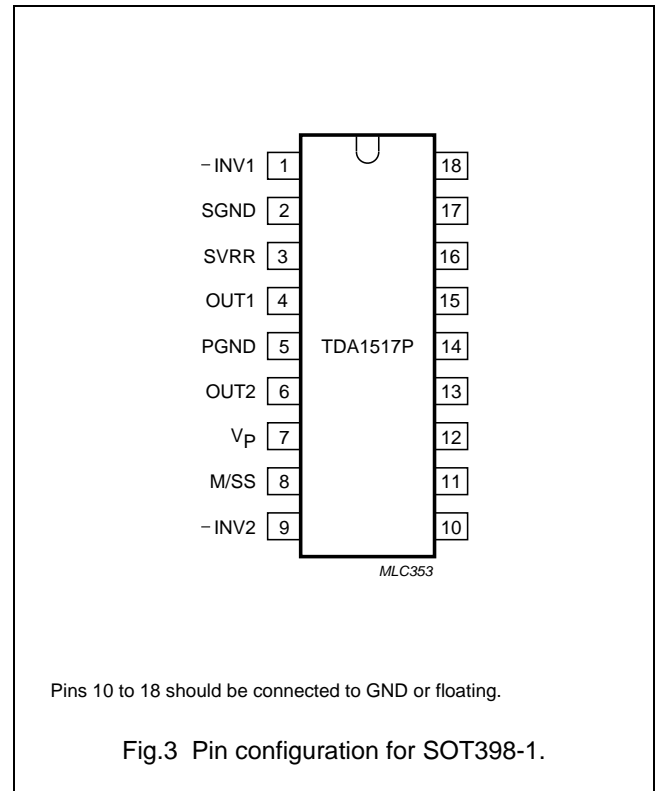 −INV1 1 18
SGND 2 17
SVRR 3 16
OUT1 4 15
PGND 5 TDA1517P 14
OUT2 6 13
VP 7 12
M/SS 8 11
−INV2 9 10
MLC353
Pins 10 to 18 should be connected to GND or floating.
Fig.3 Pin configuration for SOT398-1.